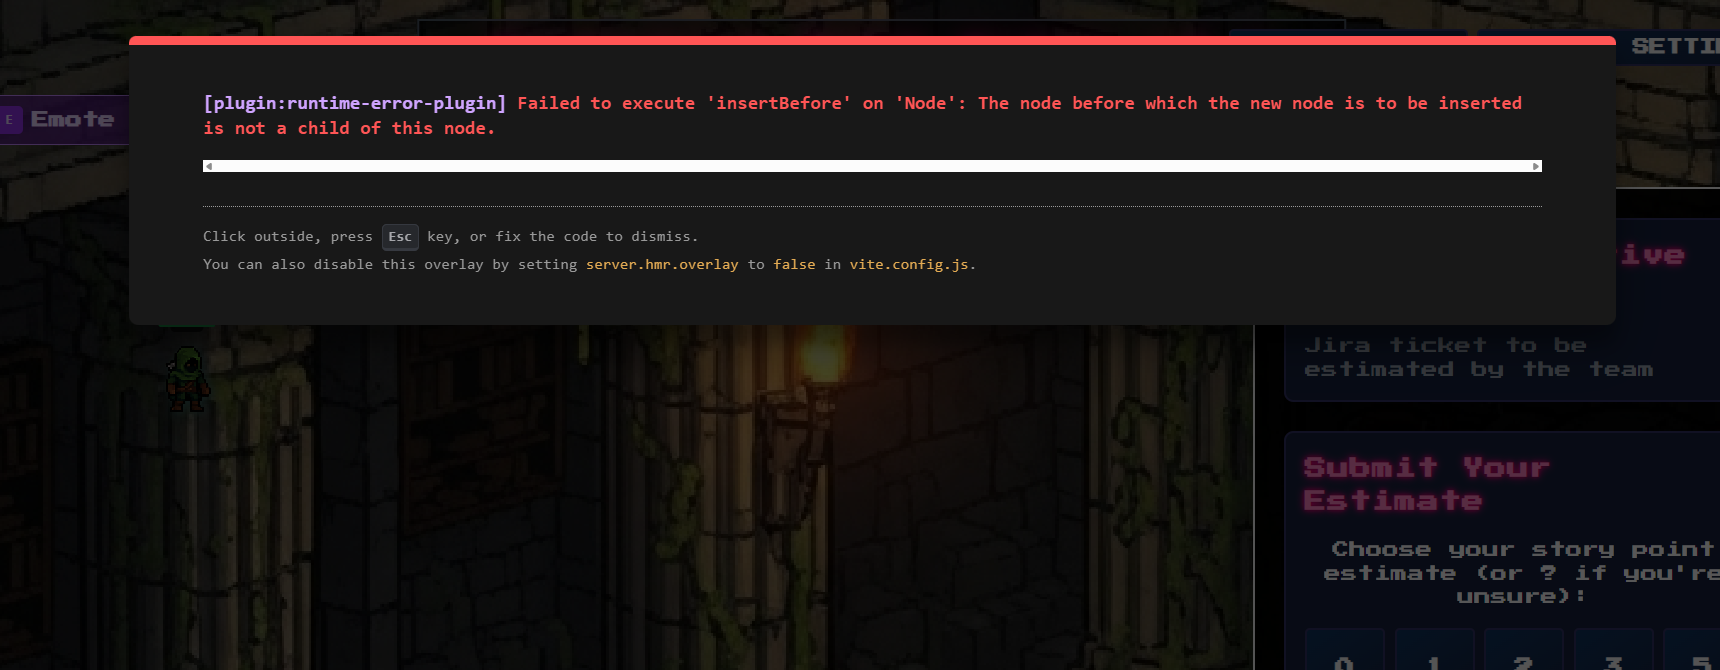 SETTI
E Emote
[plugin:runtime-error-plugin] Failed to execute 'insertBefore' on 'Node': The node before which the new node is to be inserted
is not a child of this node.
Click outside, press Esc key, or fix the code to dismiss.
You can also disable this overlay by setting server.hmr.overlay to false in vite.config.js.
ive
Jira ticket to be
estimated by the team
Submit Your
Estimate
Choose your story point
estimate (or ? if you're
unsure):
0 1 2 3 5